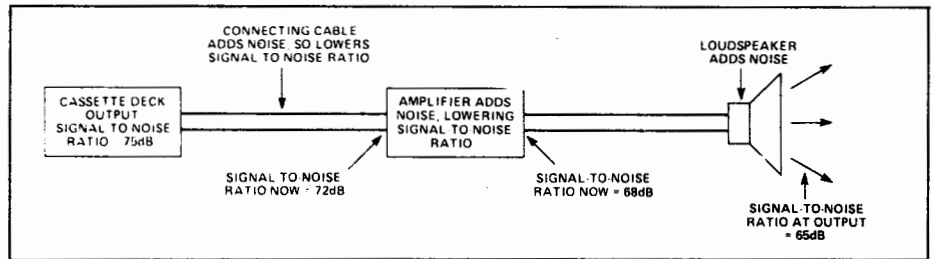 CONNECTING CABLE
ADDS NOISE, SO LOWERS
SIGNAL TO NOISE RATIO
LOUDSPEAKER
ADDS NOISE
CASSETTE DECK
OUTPUT
SIGNAL TO NOISE
RATIO 75dB
AMPLIFIER ADDS
NOISE, LOWERING
SIGNAL-TO-NOISE
RATIO
SIGNAL-TO-NOISE
RATIO NOW = 72dB
SIGNAL-TO-NOISE
RATIO NOW = 68dB
SIGNAL-TO-NOISE
RATIO AT OUTPUT
= 65dB